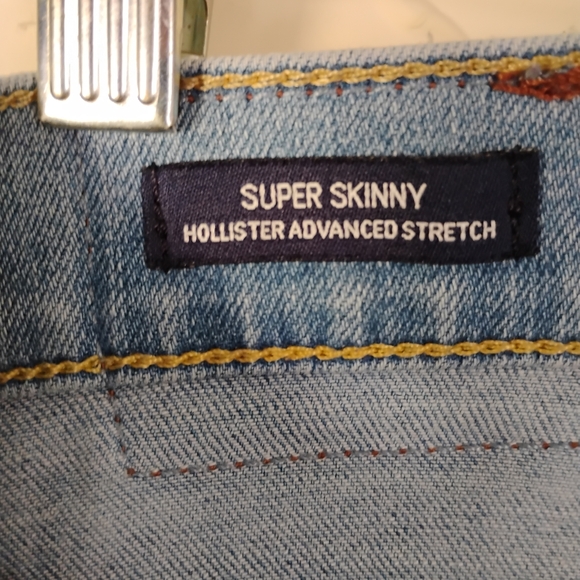 SUPER SKINNY
HOLLISTER ADVANCED STRETCH